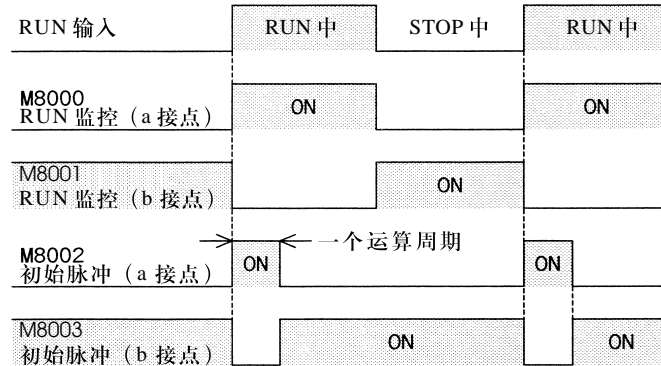 RUN 输入 RUN 中 STOP 中 RUN 中
M8000
RUN 监控（a 接点） ON ON
M8001
RUN 监控（b 接点） ON
M8002 一个运算周期
初始脉冲（a 接点） ON ON
M8003
初始脉冲（b 接点） ON ON